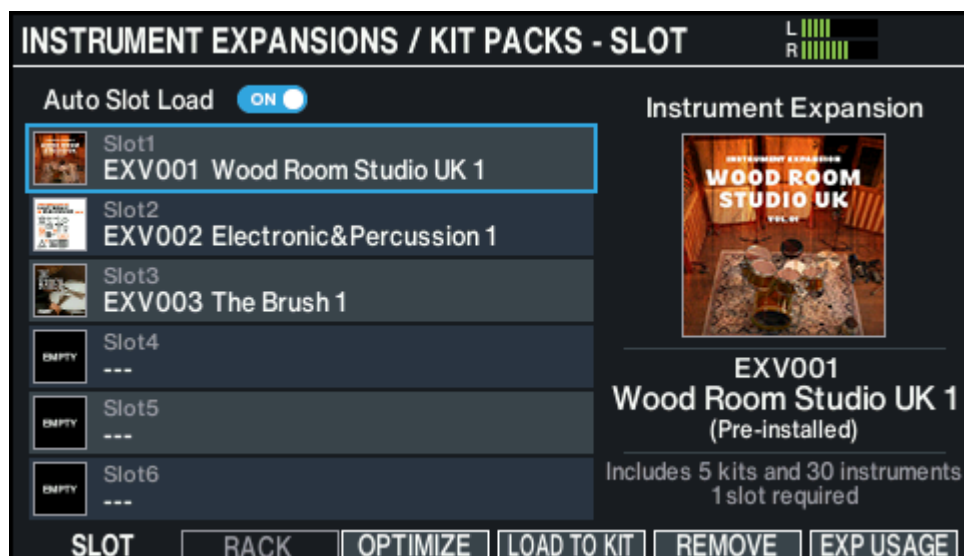 INSTRUMENT EXPANSIONS / KIT PACKS - SLOT
L
R
Auto Slot Load ON
Slot1
EXV001 Wood Room Studio UK 1
Slot2
EXV002 Electronic&Percussion 1
Slot3
EXV003 The Brush 1
EMPTY
Slot4
---
EMPTY
Slot5
---
EMPTY
Slot6
---
Instrument Expansion
INSTRUMENT EXPANSION
WOOD ROOM
STUDIO UK
VOL.01
EXV001
Wood Room Studio UK 1
(Pre-installed)
Includes 5 kits and 30 instruments
1 slot required
SLOT RACK OPTIMIZE LOAD TO KIT REMOVE EXP USAGE